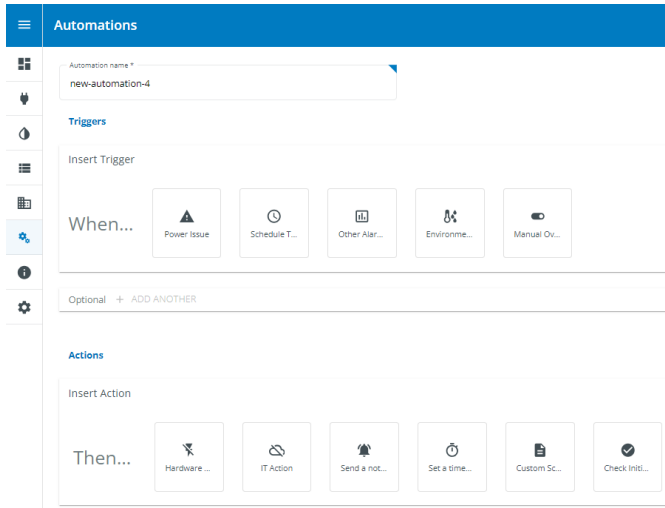 Automations
Automation name *
new-automation-4
Triggers
Insert Trigger
When...
Power Issue
Schedule T...
Other Alar...
Environme...
Manual Ov...
Optional + ADD ANOTHER
Actions
Insert Action
Then...
Hardware ...
IT Action
Send a not...
Set a time...
Custom Sc...
Check Initi...